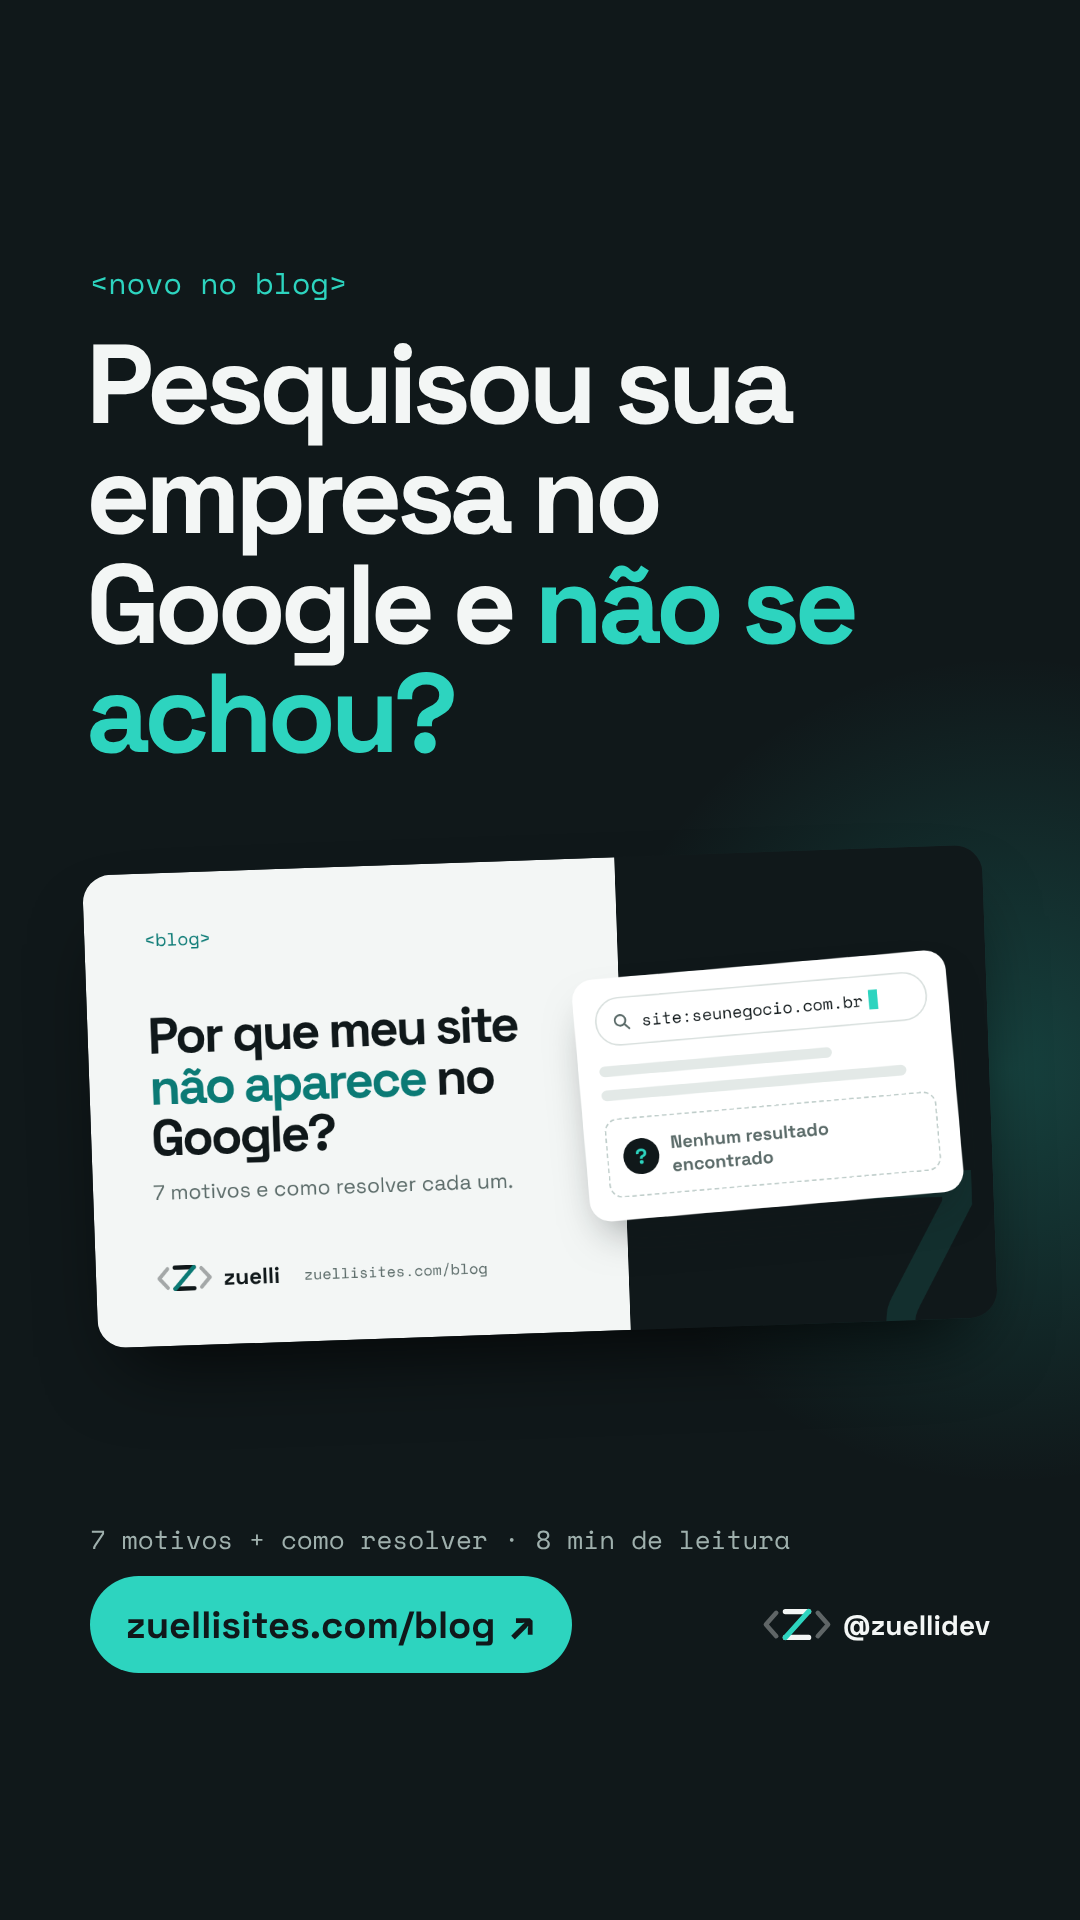 <novo no blog>
Pesquisou sua
empresa no
Google e não se
achou?
<blog>
Por que meu site
não aparece no
Google?
7 motivos e como resolver cada um.
<Z> zuelli zuellisites.com/blog
site:seunegocio.com.br
?
Nenhum resultado
encontrado
7
7 motivos + como resolver · 8 min de leitura
zuellisites.com/blog ↗
<Z> @zuellidev